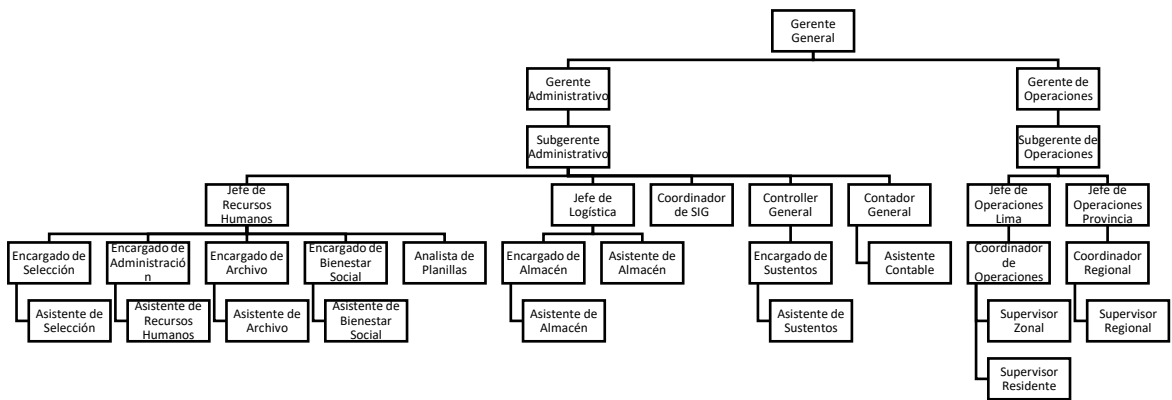 Gerente
General
Gerente
Administrativo
Gerente de
Operaciones
Subgerente
Administrativo
Subgerente de
Operaciones
Jefe de
Recursos
Humanos
Jefe de
Logística
Coordinador
de SIG
Controller
General
Contador
General
Jefe de
Operaciones
Lima
Jefe de
Operaciones
Provincia
Encargado de
Selección
Encargado de
Administració
n
Encargado de
Archivo
Encargado de
Bienestar
Social
Analista de
Planillas
Encargado de
Almacén
Asistente de
Almacén
Encargado de
Sustentos
Asistente
Contable
Coordinador
de
Operaciones
Coordinador
Regional
Asistente de
Selección
Asistente de
Recursos
Humanos
Asistente de
Archivo
Asistente de
Bienestar
Social
Asistente de
Almacén
Asistente de
Sustentos
Supervisor
Zonal
Supervisor
Regional
Supervisor
Residente